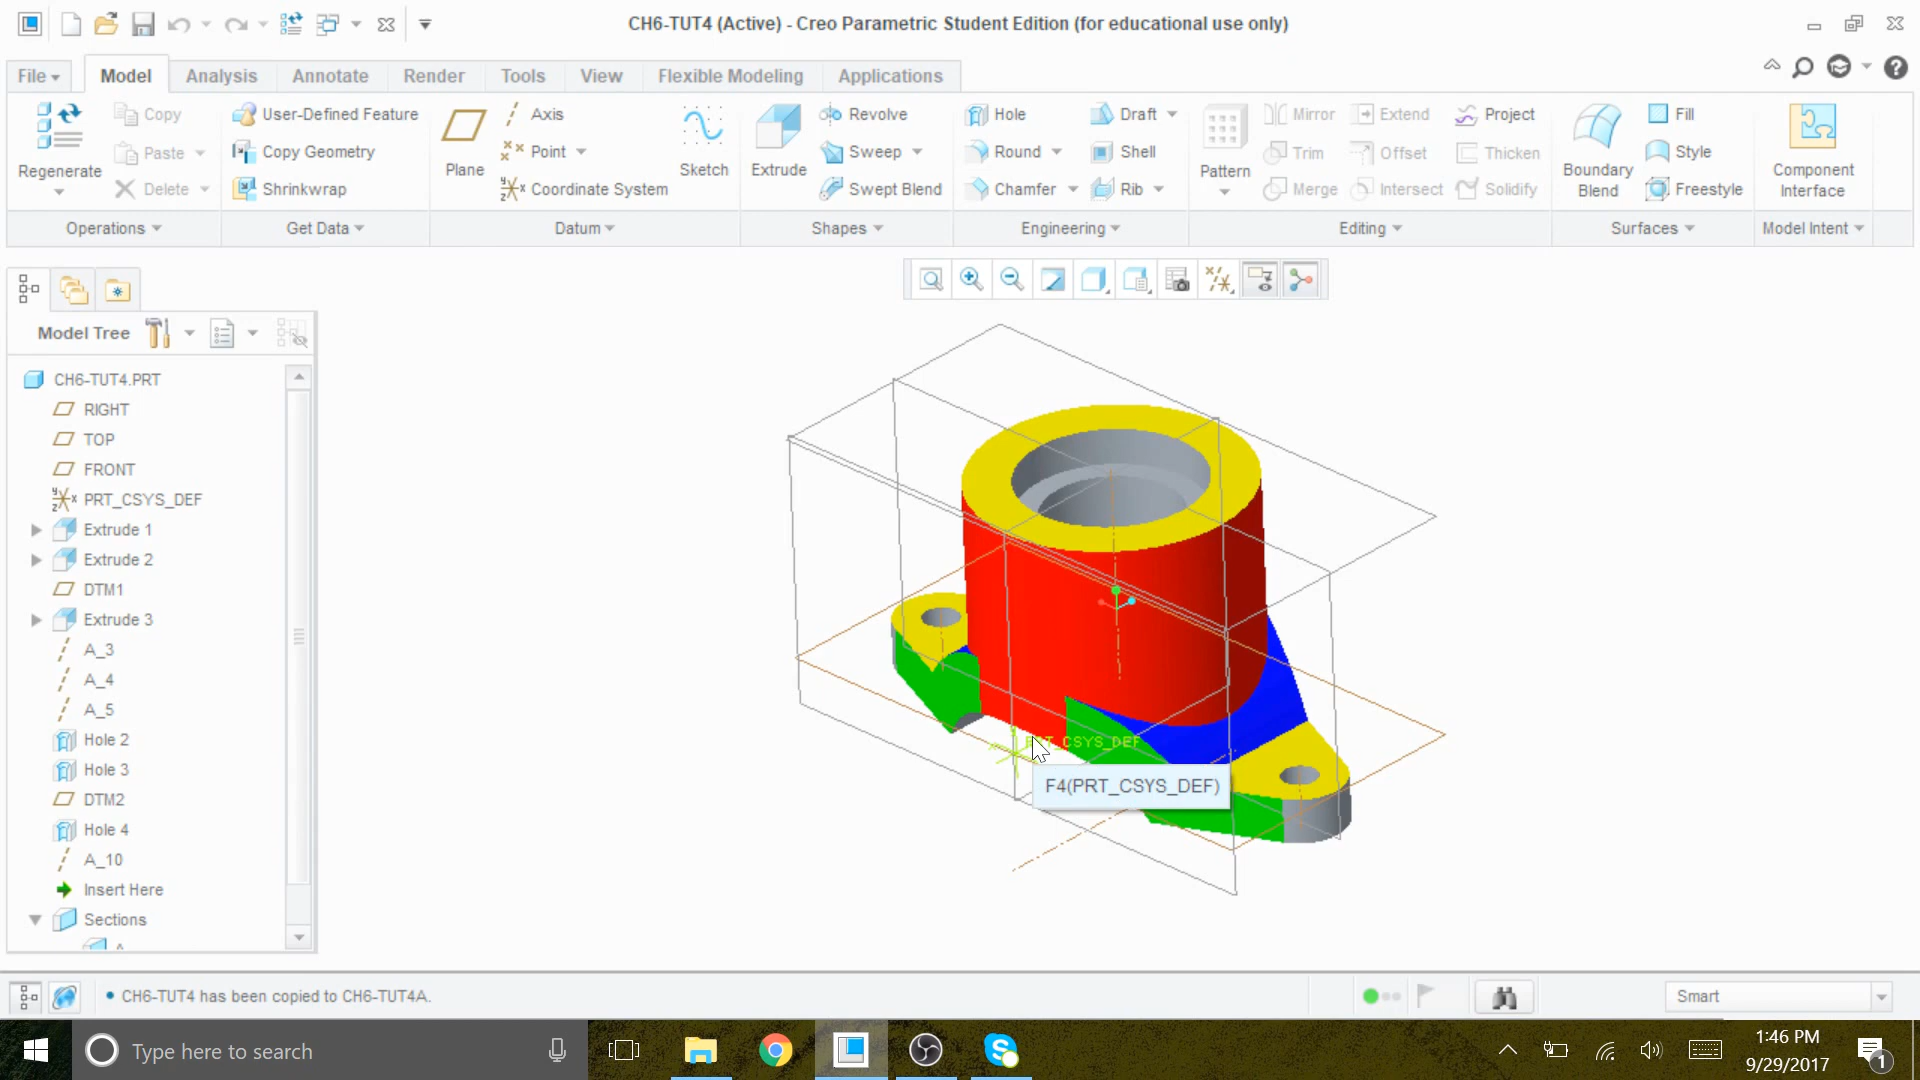 CH6-TUT4 (Active) - Creo Parametric Student Edition (for educational use only)
File Model Analysis Annotate Render Tools View Flexible Modeling Applications
Regenerate
Copy
Paste
Delete
User-Defined Feature
Copy Geometry
Shrinkwrap
Plane
Axis
Point
Coordinate System
Sketch
Extrude
Revolve
Sweep
Swept Blend
Hole
Round
Chamfer
Draft
Shell
Rib
Pattern
Mirror
Trim
Merge
Extend
Offset
Intersect
Project
Thicken
Solidify
Boundary
Blend
Fill
Style
Freestyle
Component
Interface
Operations Get Data Datum Shapes Engineering Editing Surfaces Model Intent
Model Tree
CH6-TUT4.PRT
RIGHT
TOP
FRONT
PRT_CSYS_DEF
Extrude 1
Extrude 2
DTM1
Extrude 3
A_3
A_4
A_5
Hole 2
Hole 3
DTM2
Hole 4
A_10
Insert Here
Sections
PRT_CSYS_DEF
F4(PRT_CSYS_DEF)
CH6-TUT4 has been copied to CH6-TUT4A.
Smart
Type here to search
1:46 PM
9/29/2017
1